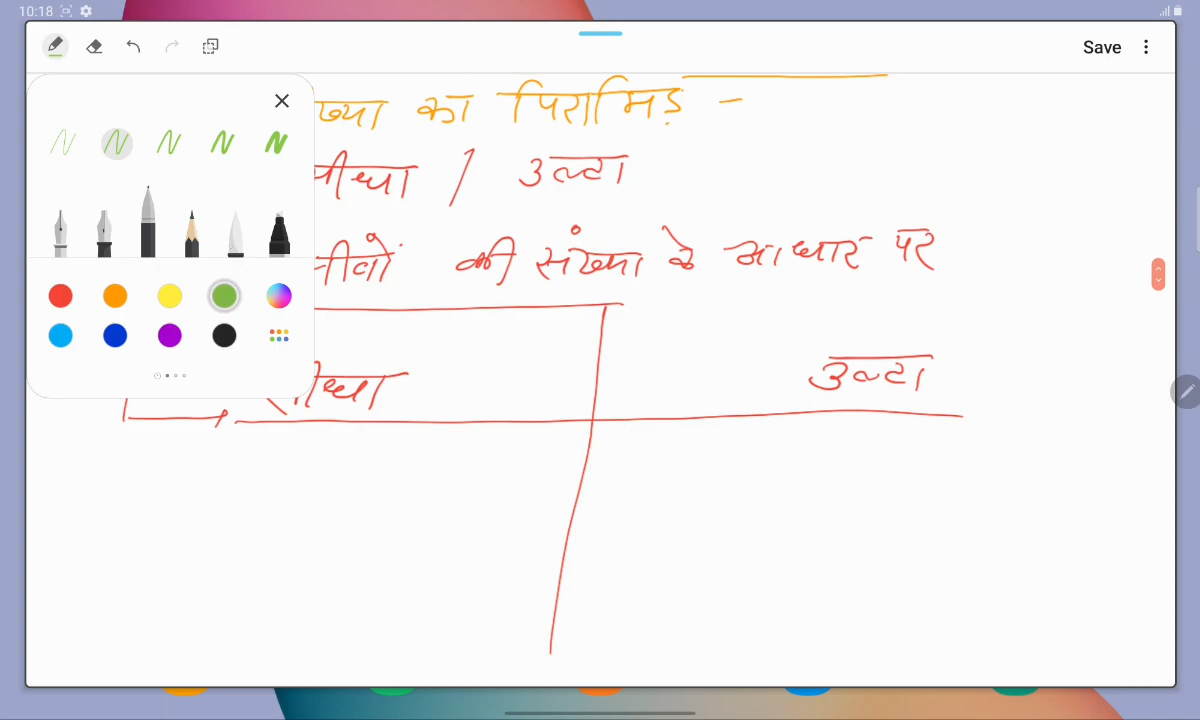 10:18
Save
ख्या का पिरामिड़ -
ीधा / उल्टा
ीवों की संख्या के आधार पर
ीधा
उल्टा